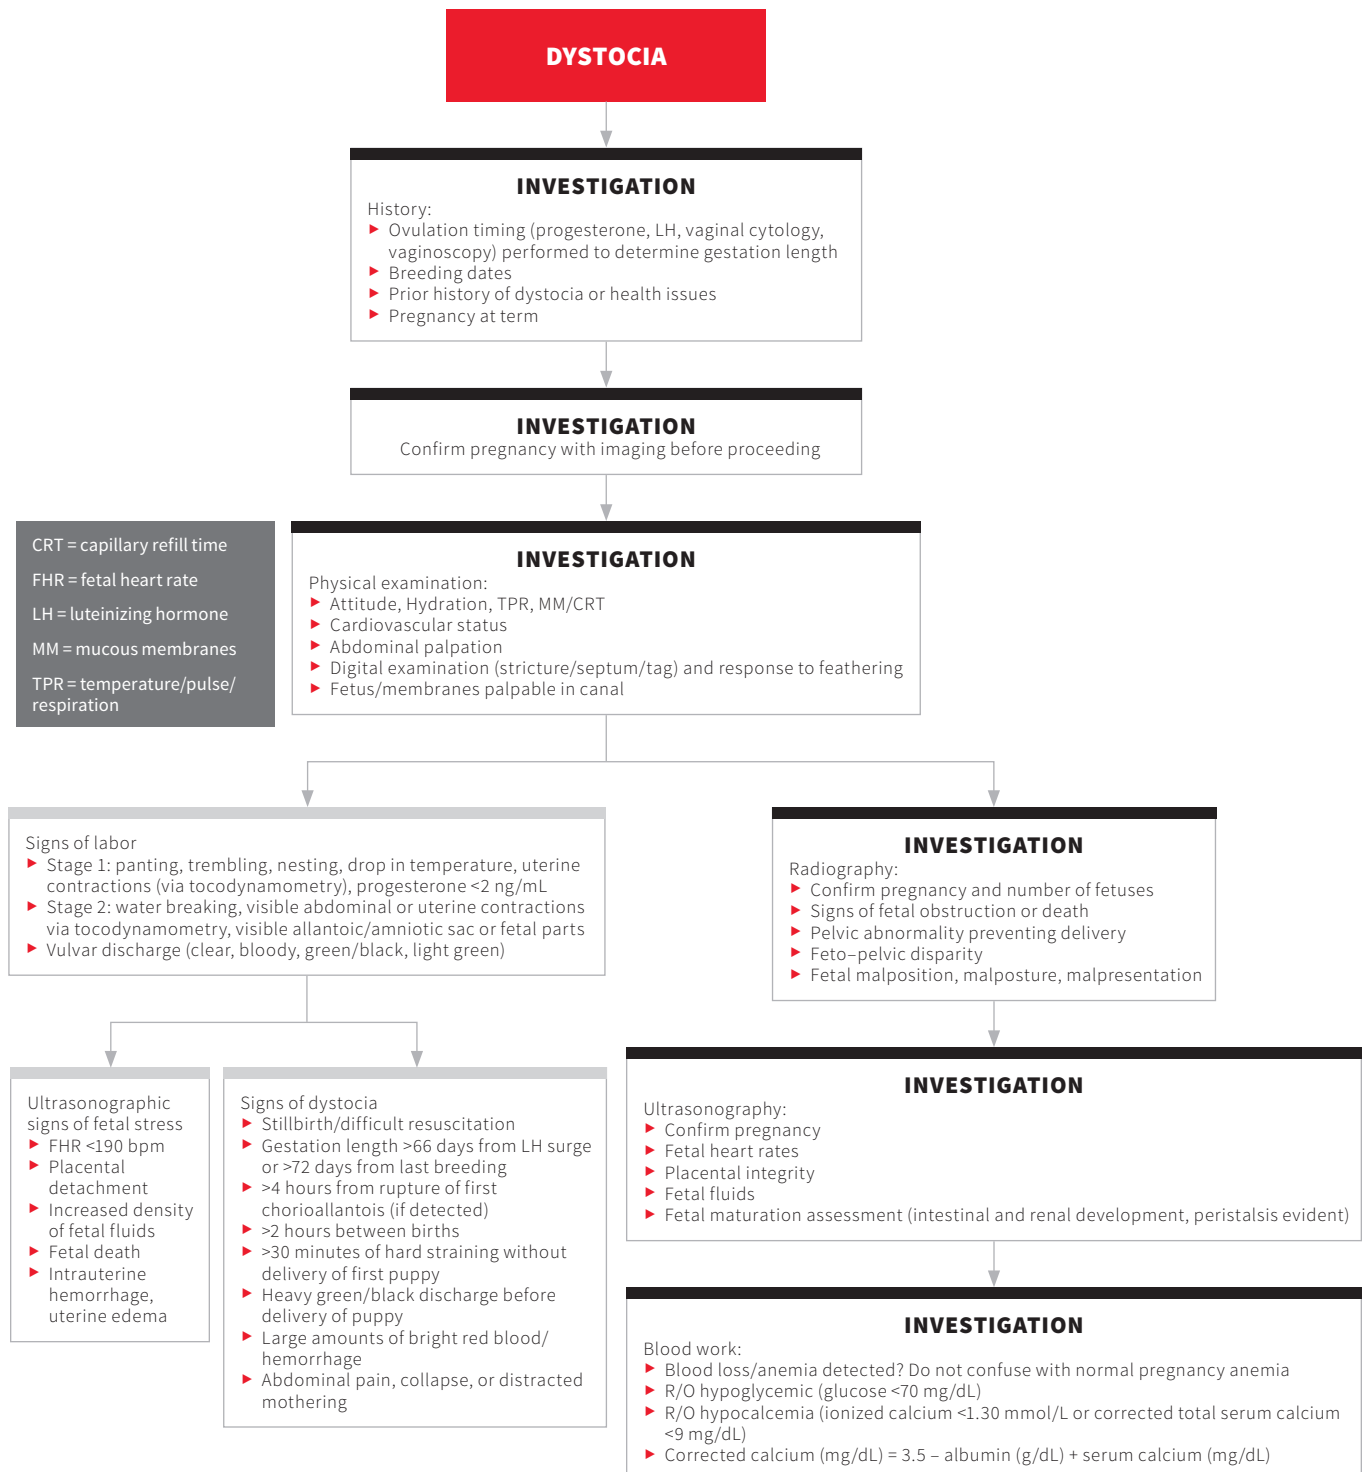 DYSTOCIA
INVESTIGATION
History:
▶ Ovulation timing (progesterone, LH, vaginal cytology,
vaginoscopy) performed to determine gestation length
▶ Breeding dates
▶ Prior history of dystocia or health issues
▶ Pregnancy at term
INVESTIGATION
Confirm pregnancy with imaging before proceeding
CRT = capillary refill time
FHR = fetal heart rate
LH = luteinizing hormone
MM = mucous membranes
TPR = temperature/pulse/
respiration
INVESTIGATION
Physical examination:
▶ Attitude, Hydration, TPR, MM/CRT
▶ Cardiovascular status
▶ Abdominal palpation
▶ Digital examination (stricture/septum/tag) and response to feathering
▶ Fetus/membranes palpable in canal
Signs of labor
▶ Stage 1: panting, trembling, nesting, drop in temperature, uterine
contractions (via tocodynamometry), progesterone <2 ng/mL
▶ Stage 2: water breaking, visible abdominal or uterine contractions
via tocodynamometry, visible allantoic/amniotic sac or fetal parts
▶ Vulvar discharge (clear, bloody, green/black, light green)
INVESTIGATION
Radiography:
▶ Confirm pregnancy and number of fetuses
▶ Signs of fetal obstruction or death
▶ Pelvic abnormality preventing delivery
▶ Feto–pelvic disparity
▶ Fetal malposition, malposture, malpresentation
Ultrasonographic
signs of fetal stress
▶ FHR <190 bpm
▶ Placental
detachment
▶ Increased density
of fetal fluids
▶ Fetal death
▶ Intrauterine
hemorrhage,
uterine edema
Signs of dystocia
▶ Stillbirth/difficult resuscitation
▶ Gestation length >66 days from LH surge
or >72 days from last breeding
▶ >4 hours from rupture of first
chorioallantois (if detected)
▶ >2 hours between births
▶ >30 minutes of hard straining without
delivery of first puppy
▶ Heavy green/black discharge before
delivery of puppy
▶ Large amounts of bright red blood/
hemorrhage
▶ Abdominal pain, collapse, or distracted
mothering
INVESTIGATION
Ultrasonography:
▶ Confirm pregnancy
▶ Fetal heart rates
▶ Placental integrity
▶ Fetal fluids
▶ Fetal maturation assessment (intestinal and renal development, peristalsis evident)
INVESTIGATION
Blood work:
▶ Blood loss/anemia detected? Do not confuse with normal pregnancy anemia
▶ R/O hypoglycemic (glucose <70 mg/dL)
▶ R/O hypocalcemia (ionized calcium <1.30 mmol/L or corrected total serum calcium
<9 mg/dL)
▶ Corrected calcium (mg/dL) = 3.5 – albumin (g/dL) + serum calcium (mg/dL)